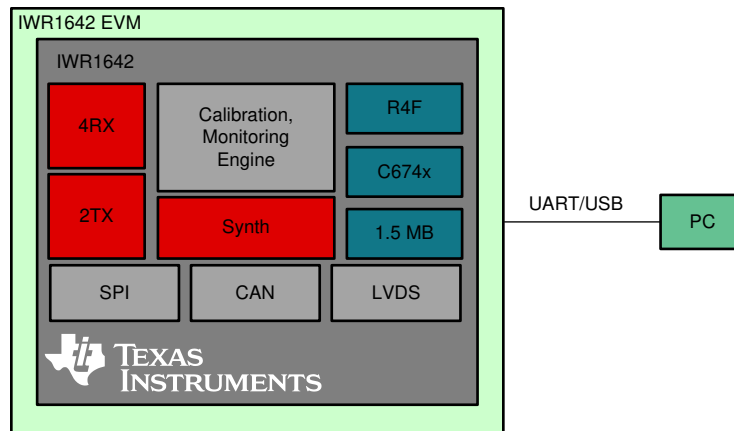 IWR1642 EVM
IWR1642
4RX
Calibration,
Monitoring
Engine
R4F
C674x
2TX
Synth
1.5 MB
UART/USB
PC
SPI
CAN
LVDS
TEXAS
INSTRUMENTS